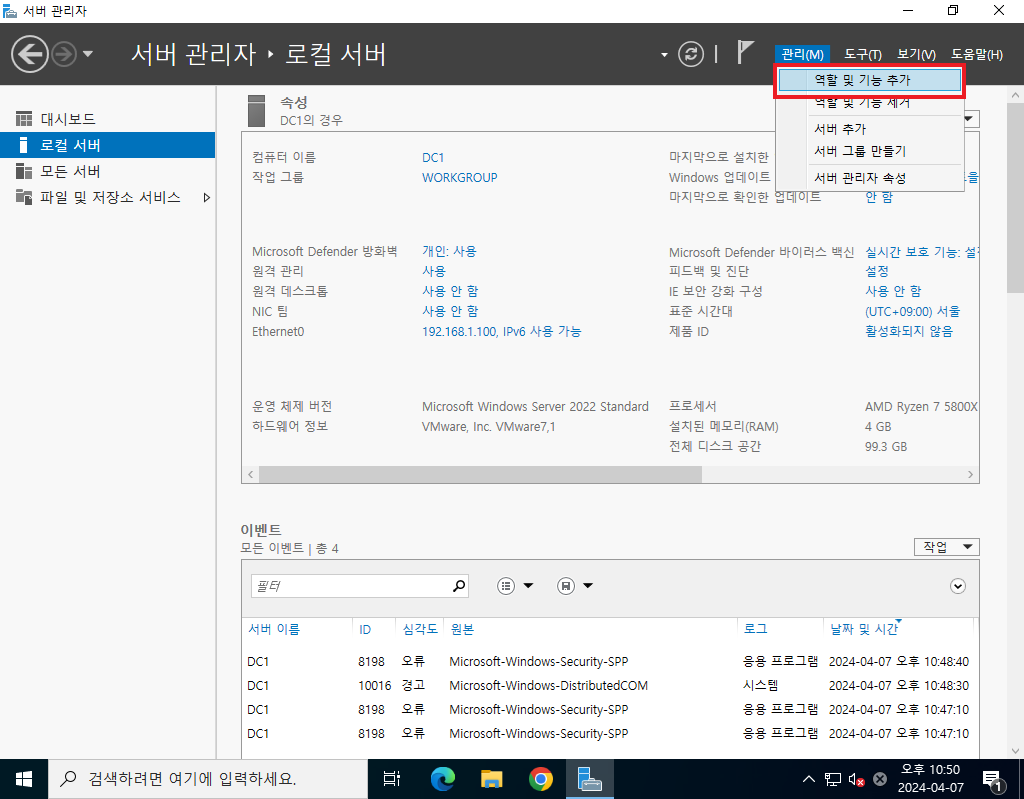 서버 관리자
서버 관리자 ▸ 로컬 서버
관리(M) 도구(T) 보기(V) 도움말(H)
역할 및 기능 추가
역할 및 기능 제거
서버 추가
서버 그룹 만들기
서버 관리자 속성
대시보드
로컬 서버
모든 서버
파일 및 저장소 서비스
속성
DC1의 경우
컴퓨터 이름 DC1 마지막으로 설치한
작업 그룹 WORKGROUP Windows 업데이트
마지막으로 확인한 업데이트 안 함
Microsoft Defender 방화벽 개인: 사용 Microsoft Defender 바이러스 백신 실시간 보호 기능:
원격 관리 사용 피드백 및 진단 설정
원격 데스크톱 사용 안 함 IE 보안 강화 구성 사용 안 함
NIC 팀 사용 안 함 표준 시간대 (UTC+09:00) 서울
Ethernet0 192.168.1.100, IPv6 사용 가능 제품 ID 활성화되지 않음
운영 체제 버전 Microsoft Windows Server 2022 Standard 프로세서 AMD Ryzen 7 5800X
하드웨어 정보 VMware, Inc. VMware7,1 설치된 메모리(RAM) 4 GB
전체 디스크 공간 99.3 GB
이벤트
모든 이벤트 | 총 4
작업
필터
서버 이름 ID 심각도 원본 로그 날짜 및 시간
DC1 8198 오류 Microsoft-Windows-Security-SPP 응용 프로그램 2024-04-07 오후 10:48:40
DC1 10016 경고 Microsoft-Windows-DistributedCOM 시스템 2024-04-07 오후 10:48:30
DC1 8198 오류 Microsoft-Windows-Security-SPP 응용 프로그램 2024-04-07 오후 10:47:10
DC1 8198 오류 Microsoft-Windows-Security-SPP 응용 프로그램 2024-04-07 오후 10:47:10
검색하려면 여기에 입력하세요.
오후 10:50
2024-04-07
1